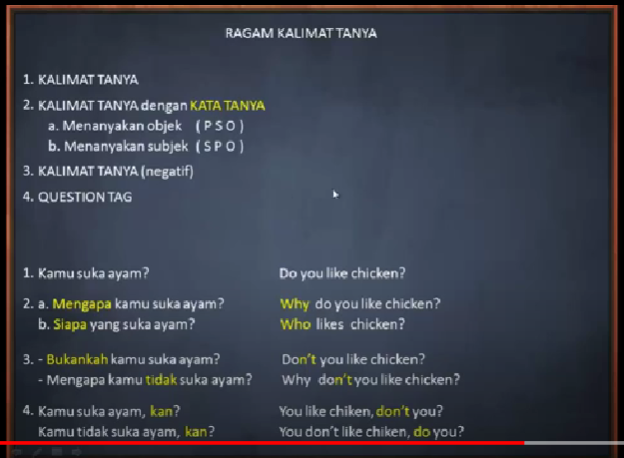 RAGAM KALIMAT TANYA
1. KALIMAT TANYA
2. KALIMAT TANYA dengan KATA TANYA
a. Menanyakan objek ( P S O )
b. Menanyakan subjek ( S P O )
3. KALIMAT TANYA (negatif)
4. QUESTION TAG
1. Kamu suka ayam? Do you like chicken?
2. a. Mengapa kamu suka ayam? Why do you like chicken?
b. Siapa yang suka ayam? Who likes chicken?
3. - Bukankah kamu suka ayam? Don't you like chicken?
- Mengapa kamu tidak suka ayam? Why don't you like chicken?
4. Kamu suka ayam, kan? You like chiken, don't you?
Kamu tidak suka ayam, kan? You don't like chiken, do you?